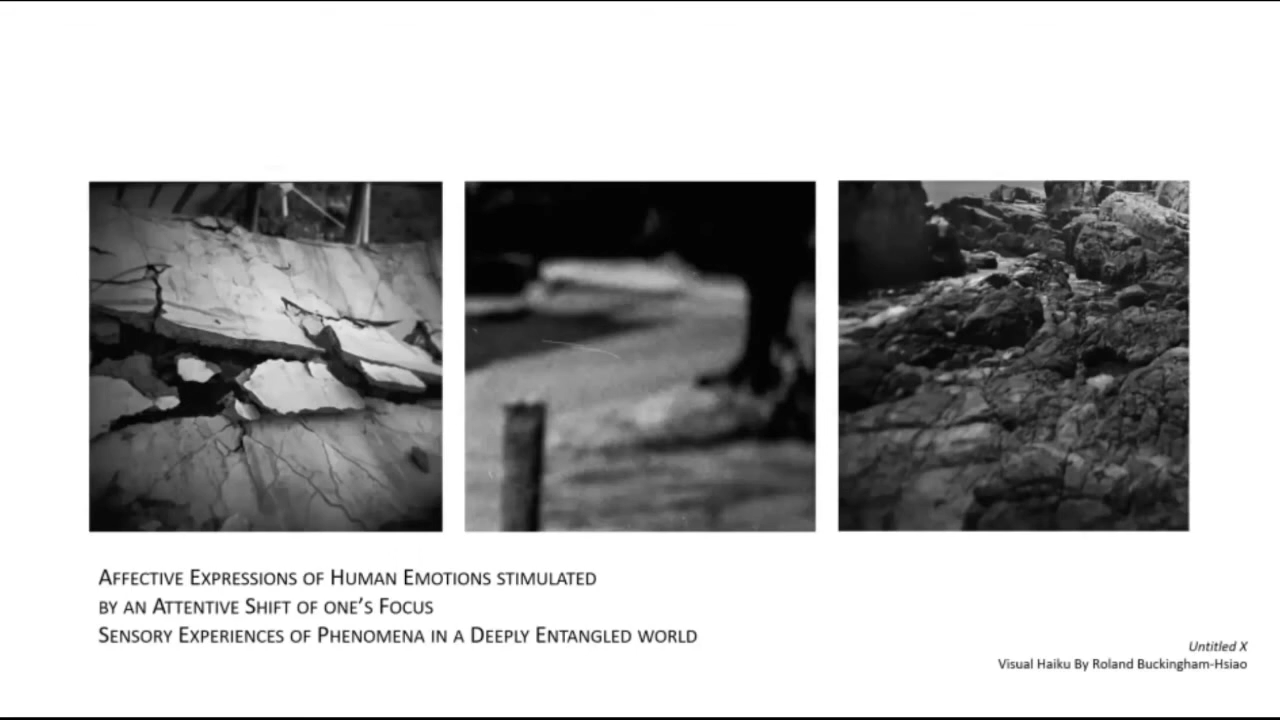 Affective Expressions of Human Emotions stimulated
by an Attentive Shift of one’s Focus
Sensory Experiences of Phenomena in a Deeply Entangled world
Untitled X
Visual Haiku By Roland Buckingham-Hsiao